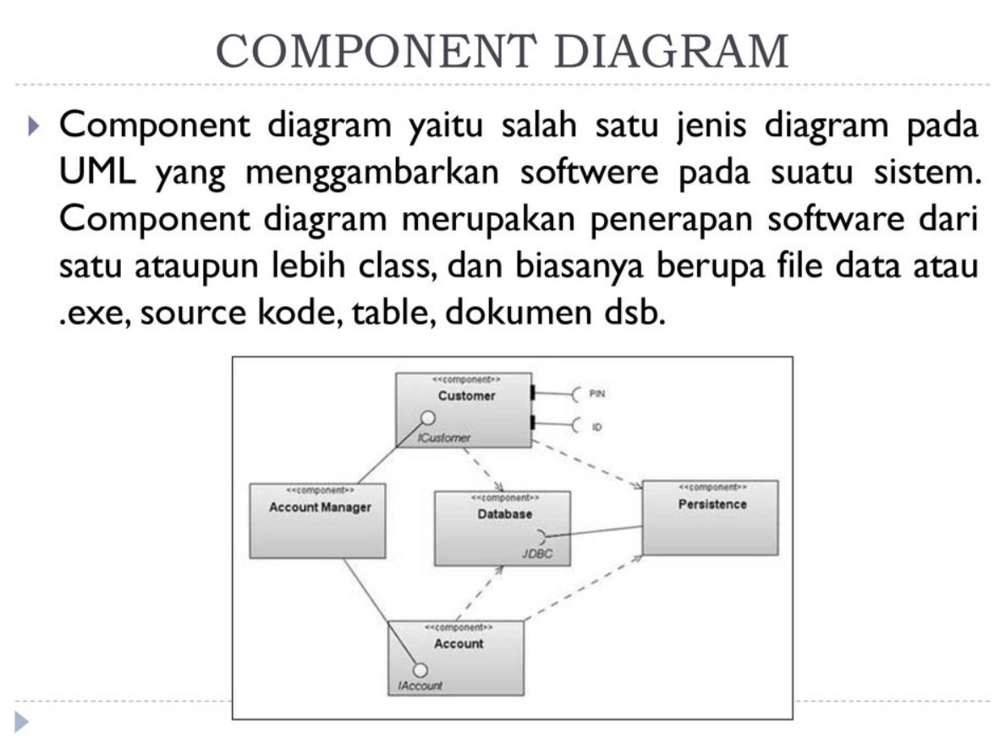 COMPONENT DIAGRAM
Component diagram yaitu salah satu jenis diagram pada
UML yang menggambarkan softwere pada suatu sistem.
Component diagram merupakan penerapan software dari
satu ataupun lebih class, dan biasanya berupa file data atau
.exe, source kode, table, dokumen dsb.
<<component>>
Customer
PIN
ID
ICustomer
<<component>>
Account Manager
<<component>>
Database
JDBC
<<component>>
Persistence
<<component>>
Account
IAccount